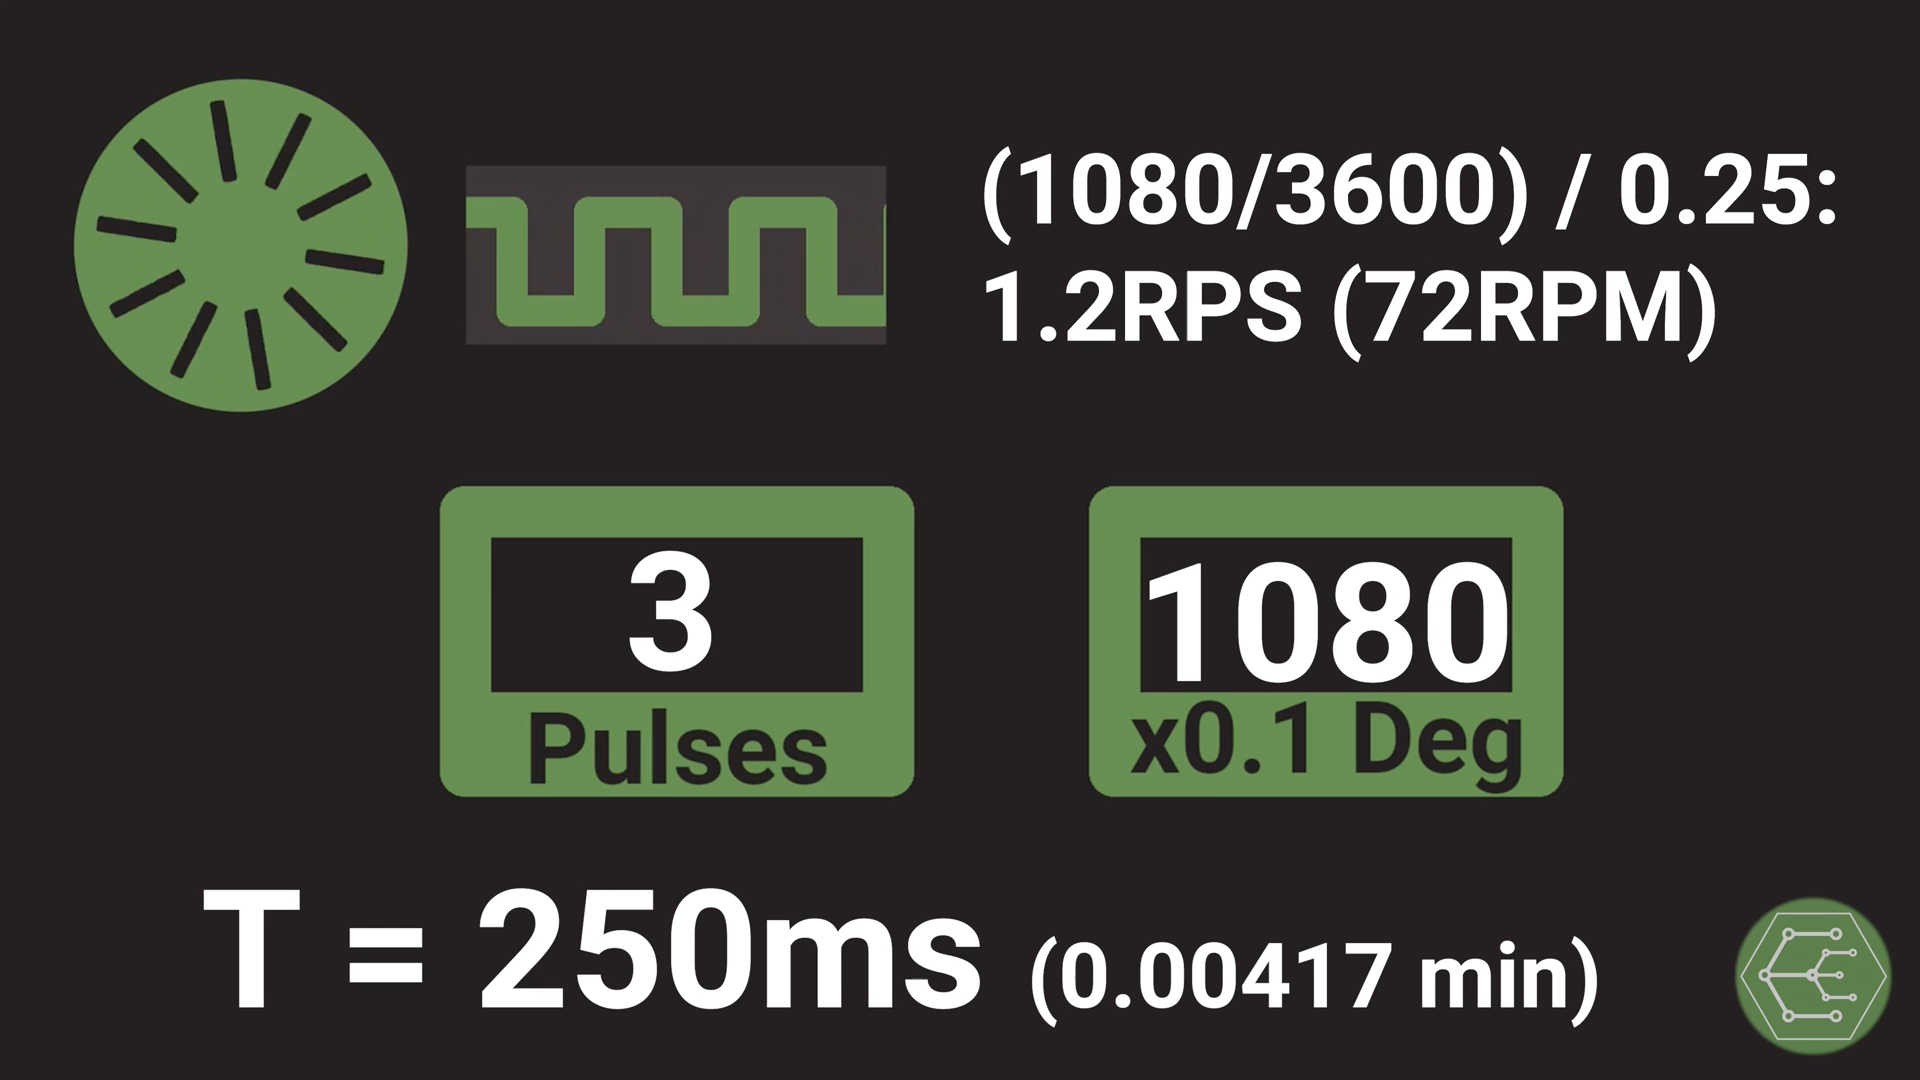 (1080/3600) / 0.25:
1.2RPS (72RPM)
3
Pulses
1080
x0.1 Deg
T = 250ms (0.00417 min)